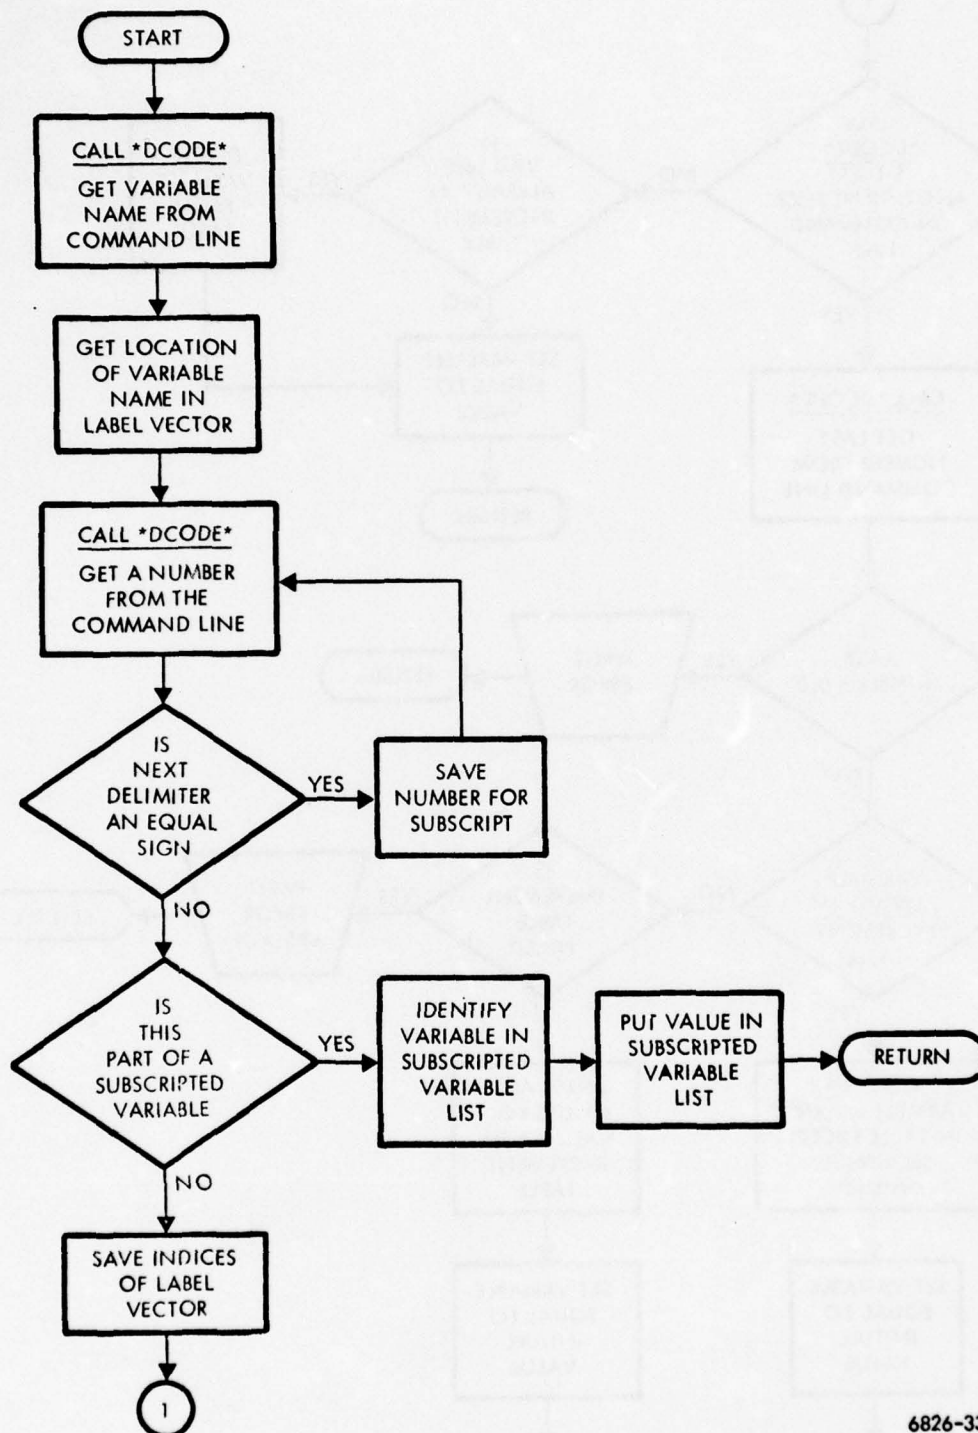 START
CALL *DCODE*
GET VARIABLE
NAME FROM
COMMAND LINE
GET LOCATION
OF VARIABLE
NAME IN
LABEL VECTOR
CALL *DCODE*
GET A NUMBER
FROM THE
COMMAND LINE
IS
NEXT
DELIMITER
AN EQUAL
SIGN
YES
SAVE
NUMBER FOR
SUBSCRIPT
NO
IS
THIS
PART OF A
SUBSCRIPTED
VARIABLE
YES
IDENTIFY
VARIABLE IN
SUBSCRIPTED
VARIABLE
LIST
PUT VALUE IN
SUBSCRIPTED
VARIABLE
LIST
RETURN
NO
SAVE INDICES
OF LABEL
VECTOR
1
6826-33